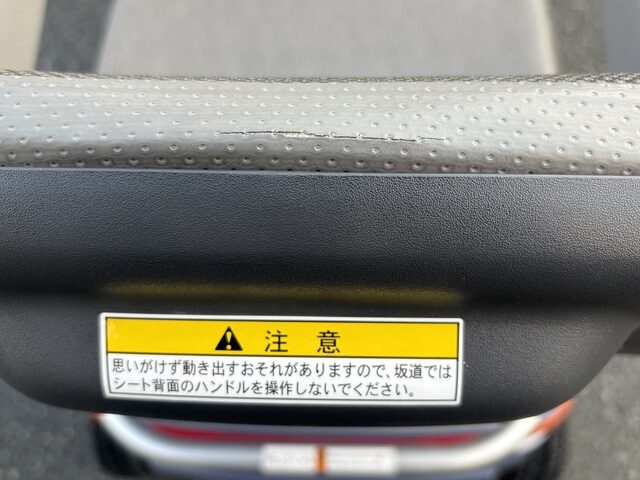 注意
思いがけず動き出すおそれがありますので、坂道では
シート背面のハンドルを操作しないでください。